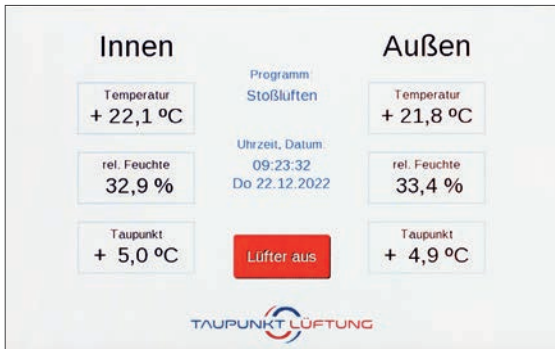 Innen
Temperatur
+ 22,1 ºC
rel. Feuchte
32,9 %
Taupunkt
+ 5,0 ºC
Programm:
Stoßlüften
Uhrzeit, Datum:
09:23:32
Do 22.12.2022
Lüfter aus
Außen
Temperatur
+ 21,8 ºC
rel. Feuchte
33,4 %
Taupunkt
+ 4,9 ºC
TAUPUNKT LÜFTUNG